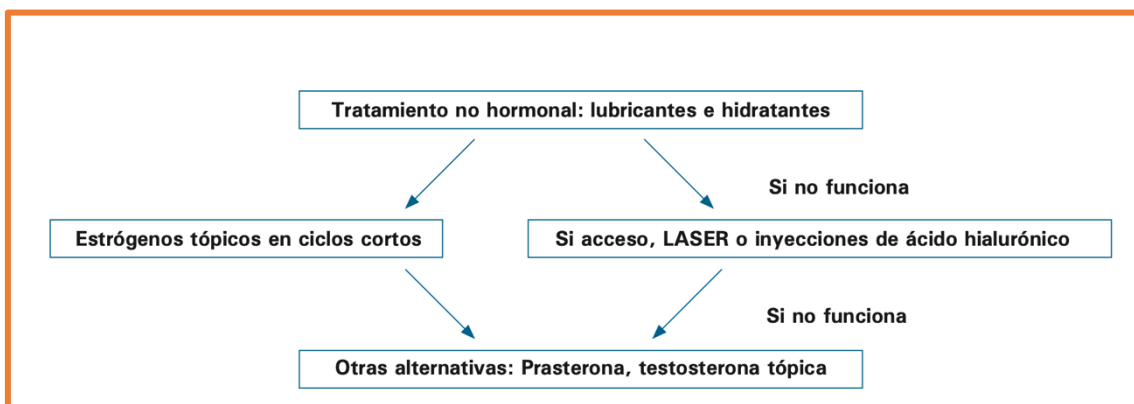 Tratamiento no hormonal: lubricantes e hidratantes
Si no funciona
Estrógenos tópicos en ciclos cortos
Si acceso, LASER o inyecciones de ácido hialurónico
Si no funciona
Otras alternativas: Prasterona, testosterona tópica